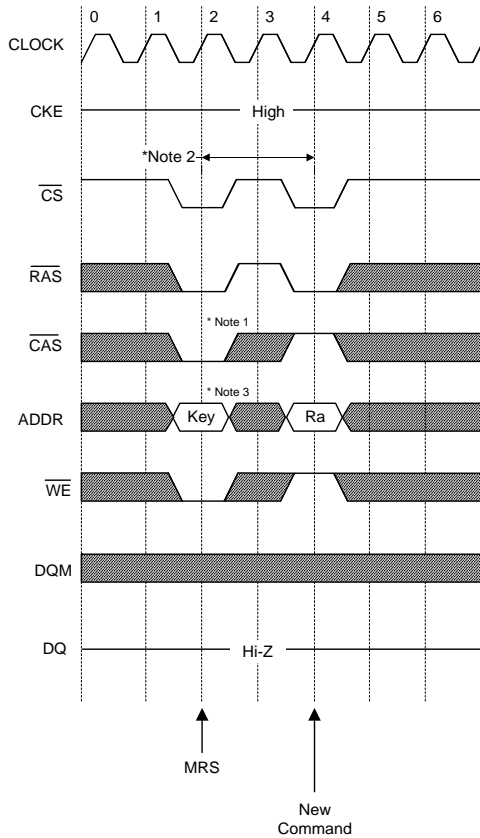 0 1 2 3 4 5 6
CLOCK
CKE High
*Note 2
CS
RAS
* Note 1
CAS
* Note 3
ADDR Key Ra
WE
DQM
DQ Hi-Z
MRS
New
Command